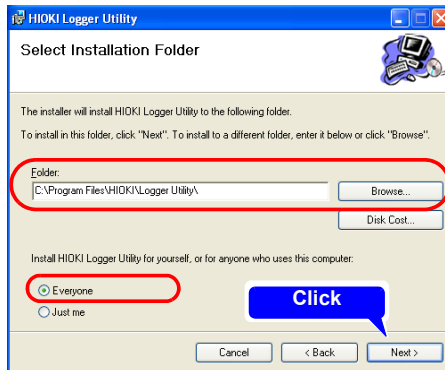 HIOKI Logger Utility
Select Installation Folder
The installer will install HIOKI Logger Utility to the following folder.
To install in this folder, click "Next". To install to a different folder, enter it below or click "Browse".
Folder:
C:\Program Files\HIOKI\Logger Utility\
Browse...
Disk Cost...
Install HIOKI Logger Utility for yourself, or for anyone who uses this computer:
Everyone
Just me
Click
Cancel
< Back
Next >